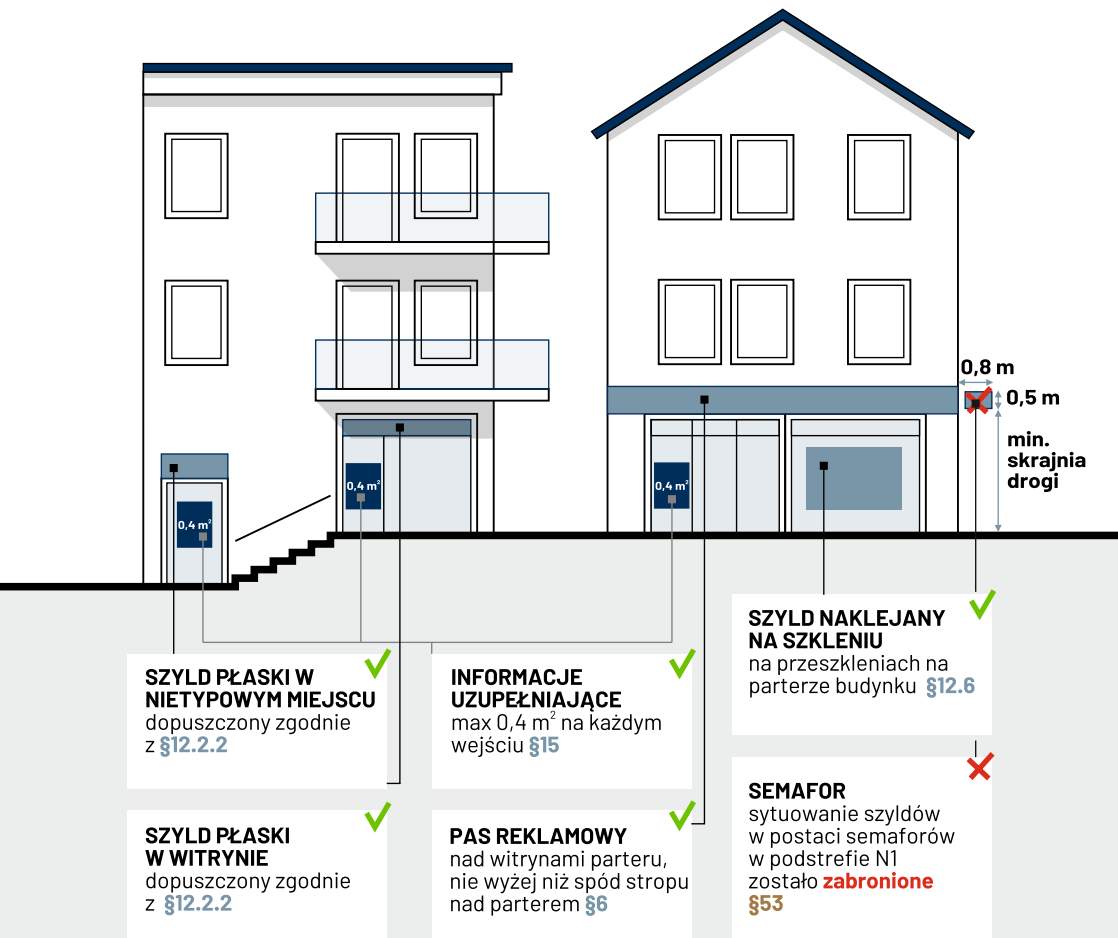 0,8 m
0,5 m
min.
skrajnia
drogi
0,4 m²
0,4 m²
0,4 m²
SZYLD PŁASKI W
NIETYPOWYM MIEJSCU
dopuszczony zgodnie
z §12.2.2
SZYLD PŁASKI
W WITRYNIE
dopuszczony zgodnie
z §12.2.2
INFORMACJE
UZUPEŁNIAJĄCE
max 0,4 m² na każdym
wejściu §15
PAS REKLAMOWY
nad witrynami parteru,
nie wyżej niż spód stropu
nad parterem §6
SZYLD NAKLEJANY
NA SZKLENIU
na przeszkleniach na
parterze budynku §12.6
SEMAFOR
sytuowanie szyldów
w postaci semaforów
w podstrefie N1
zostało zabronione
§53